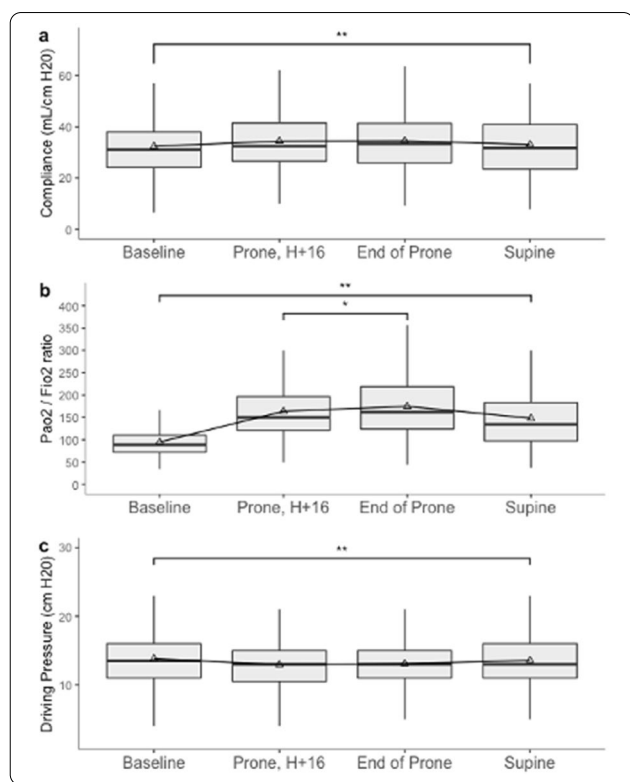 a
**
Compliance (mL/cm H20)
60
40
20
0
Baseline Prone, H+16 End of Prone Supine
b
**
*
Pao2 / Fio2 ratio
400
350
300
250
200
150
100
50
0
Baseline Prone, H+16 End of Prone Supine
c
**
Driving Pressure (cm H20)
30
20
10
Baseline Prone, H+16 End of Prone Supine